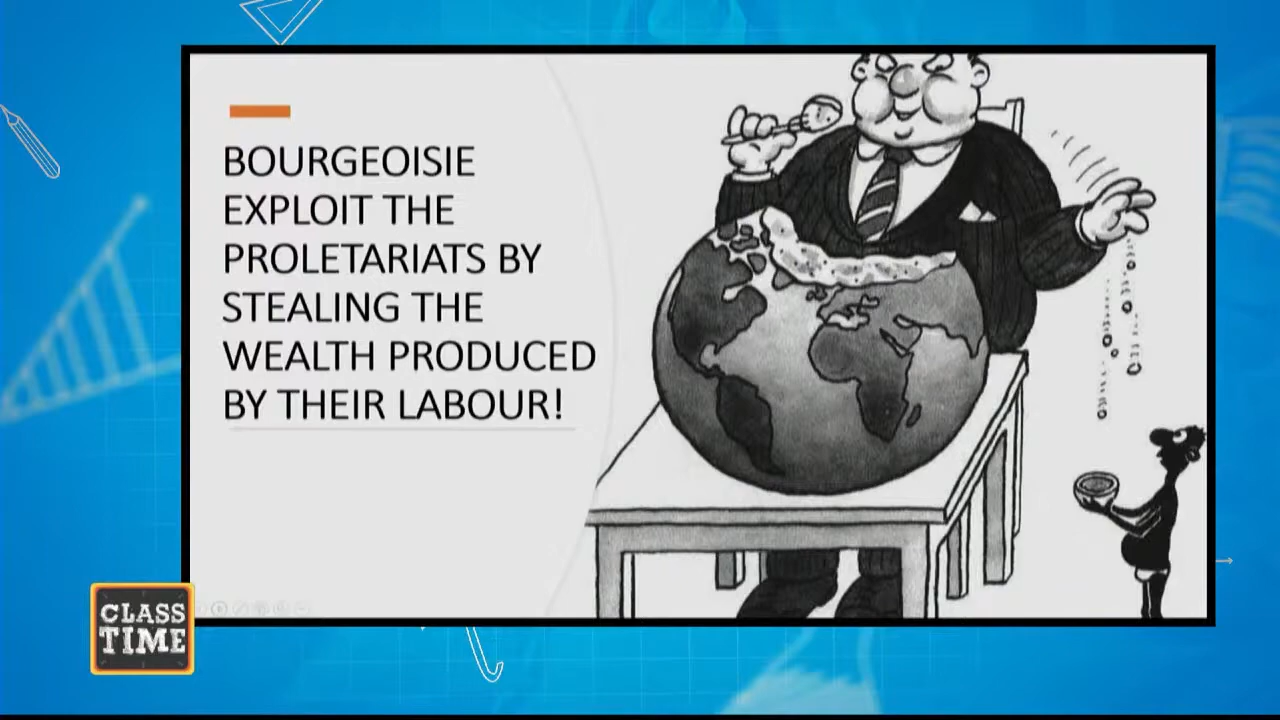 BOURGEOISIE
EXPLOIT THE
PROLETARIATS BY
STEALING THE
WEALTH PRODUCED
BY THEIR LABOUR!
CLASS
TIME